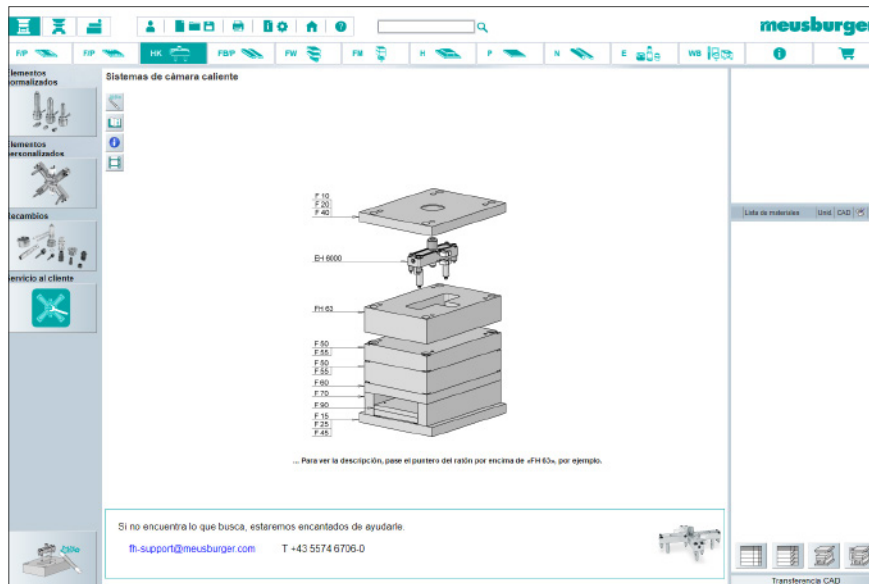 meusburger
F/P
F/P
HK
FB/P
FW
FM
H
P
N
E
WB
Elementos
normalizados
Elementos
personalizados
Recambios
Servicio al cliente
Sistemas de cámara caliente
F 10
F 20
F 40
EH 6600
FH 63
F 50
F 55
F 50
F 55
F 60
F 70
F 90
F 15
F 25
F 45
... Para ver la descripción, pase el puntero del ratón por encima de «FH 63», por ejemplo.
Si no encuentra lo que busca, estaremos encantados de ayudarle.
fh-support@meusburger.com T +43 5574 6706-0
Lista de materiales Unid. CAD
Transferencia CAD